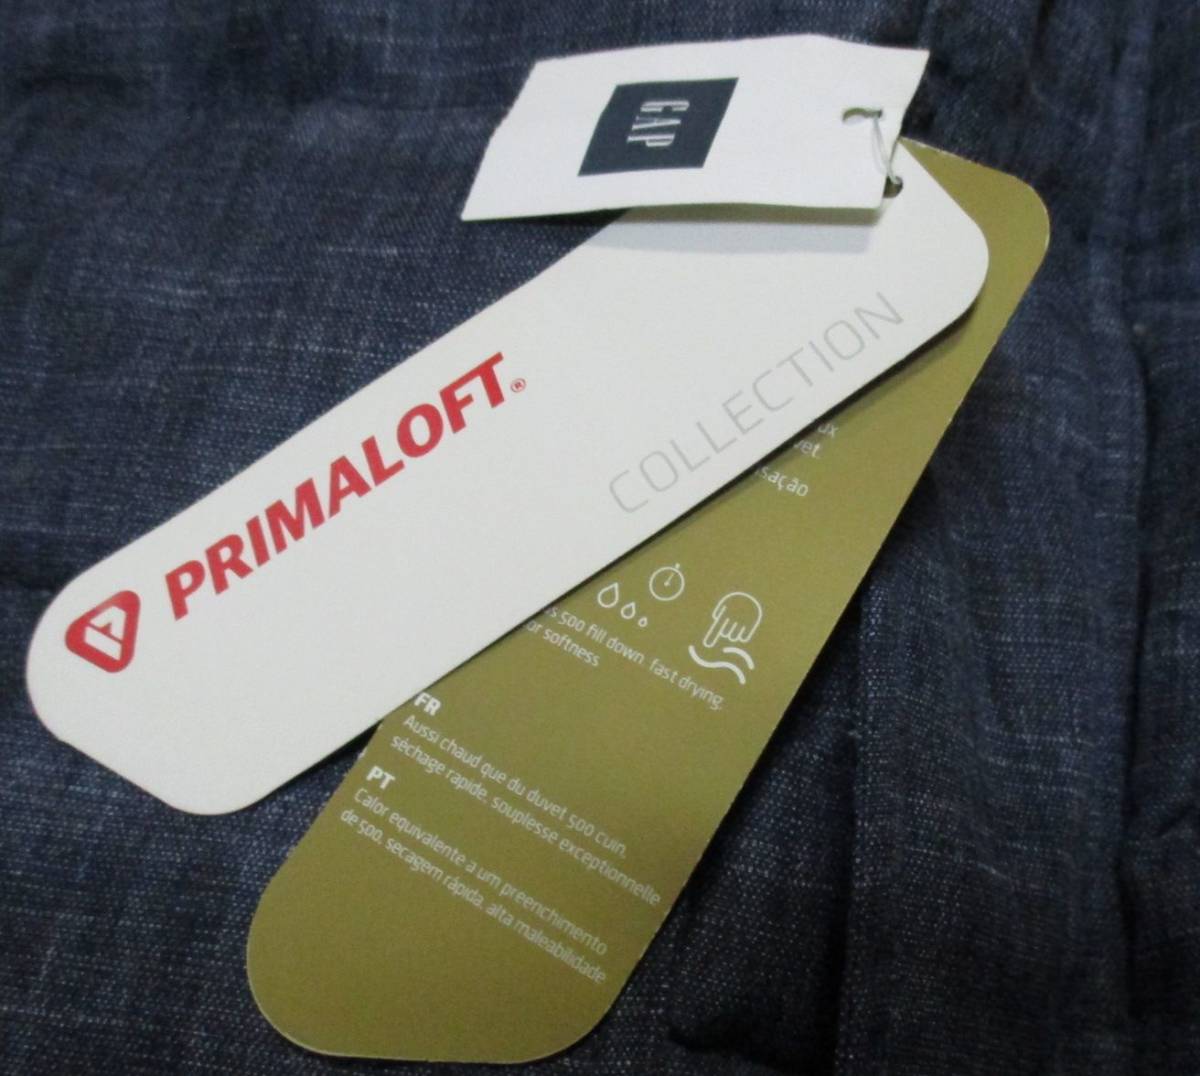 GAP
PRIMALOFT®
COLLECTION
500 fill down. fast drying.
softness
FR
Aussi chaud que du duvet 500 cuin,
séchage rapide, souplesse exceptionnelle
PT
Calor equivalente a um preenchimento
de 500, secagem rápida, alta maleabilidade